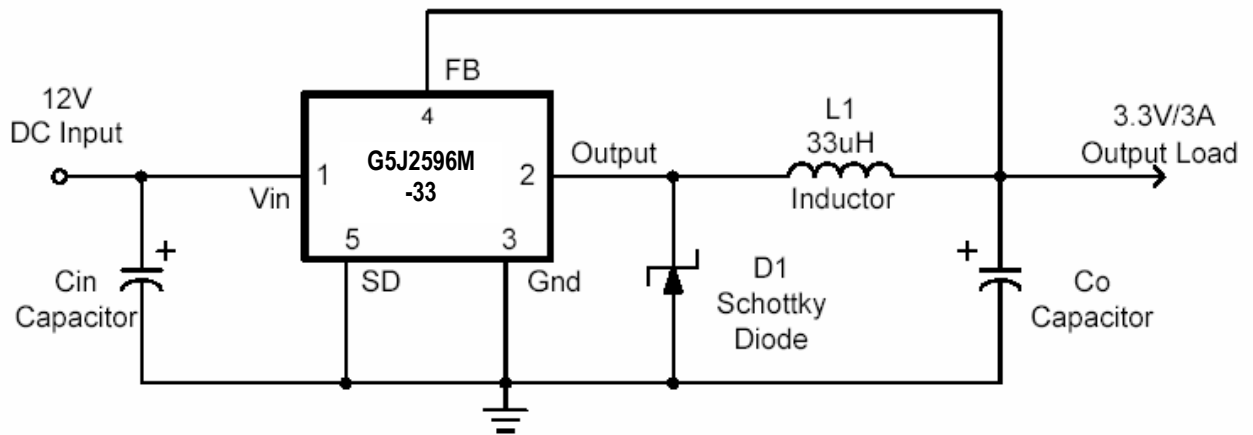 FB
12V
DC Input
4
L1
33uH
3.3V/3A
Output Load
G5J2596M
-33
Output
1
2
Vin
Inductor
5
3
SD
Gnd
+
Cin
Capacitor
D1
Schottky
Diode
+
Co
Capacitor